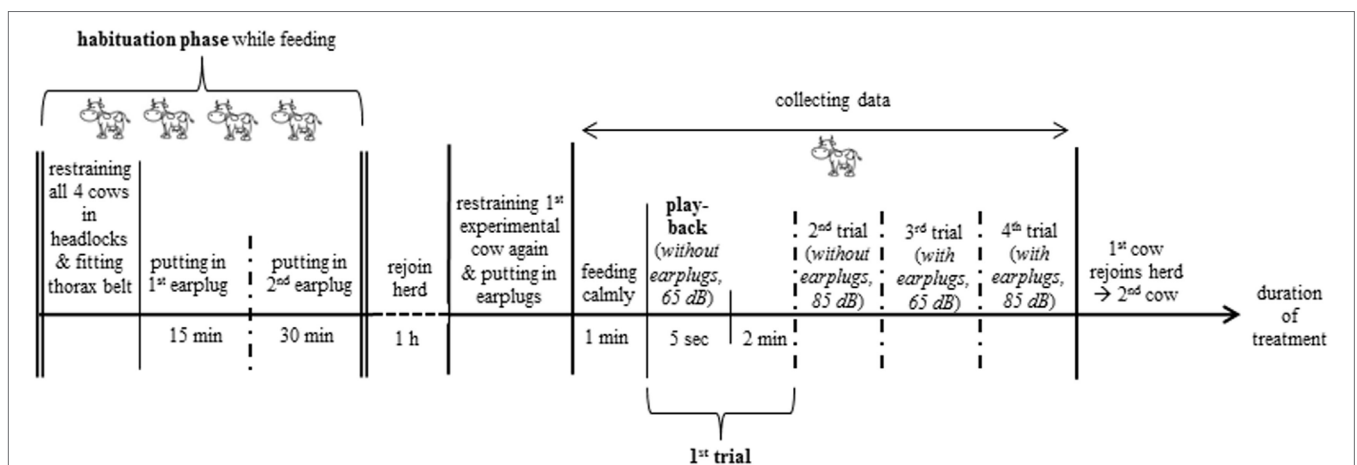 habituation phase while feeding
collecting data
restraining
all 4 cows
in
headlocks
& fitting
thorax belt
putting in
1st earplug
putting in
2nd earplug
rejoin
herd
restraining 1st
experimental
cow again
& putting in
earplugs
feeding
calmly
play-
back
(without
earplugs,
65 dB)
2nd trial
(without
earplugs,
85 dB)
3rd trial
(with
earplugs,
65 dB)
4th trial
(with
earplugs,
85 dB)
1st cow
rejoins herd
→ 2nd cow
duration
of
treatment
15 min
30 min
1 h
1 min
5 sec
2 min
1st trial